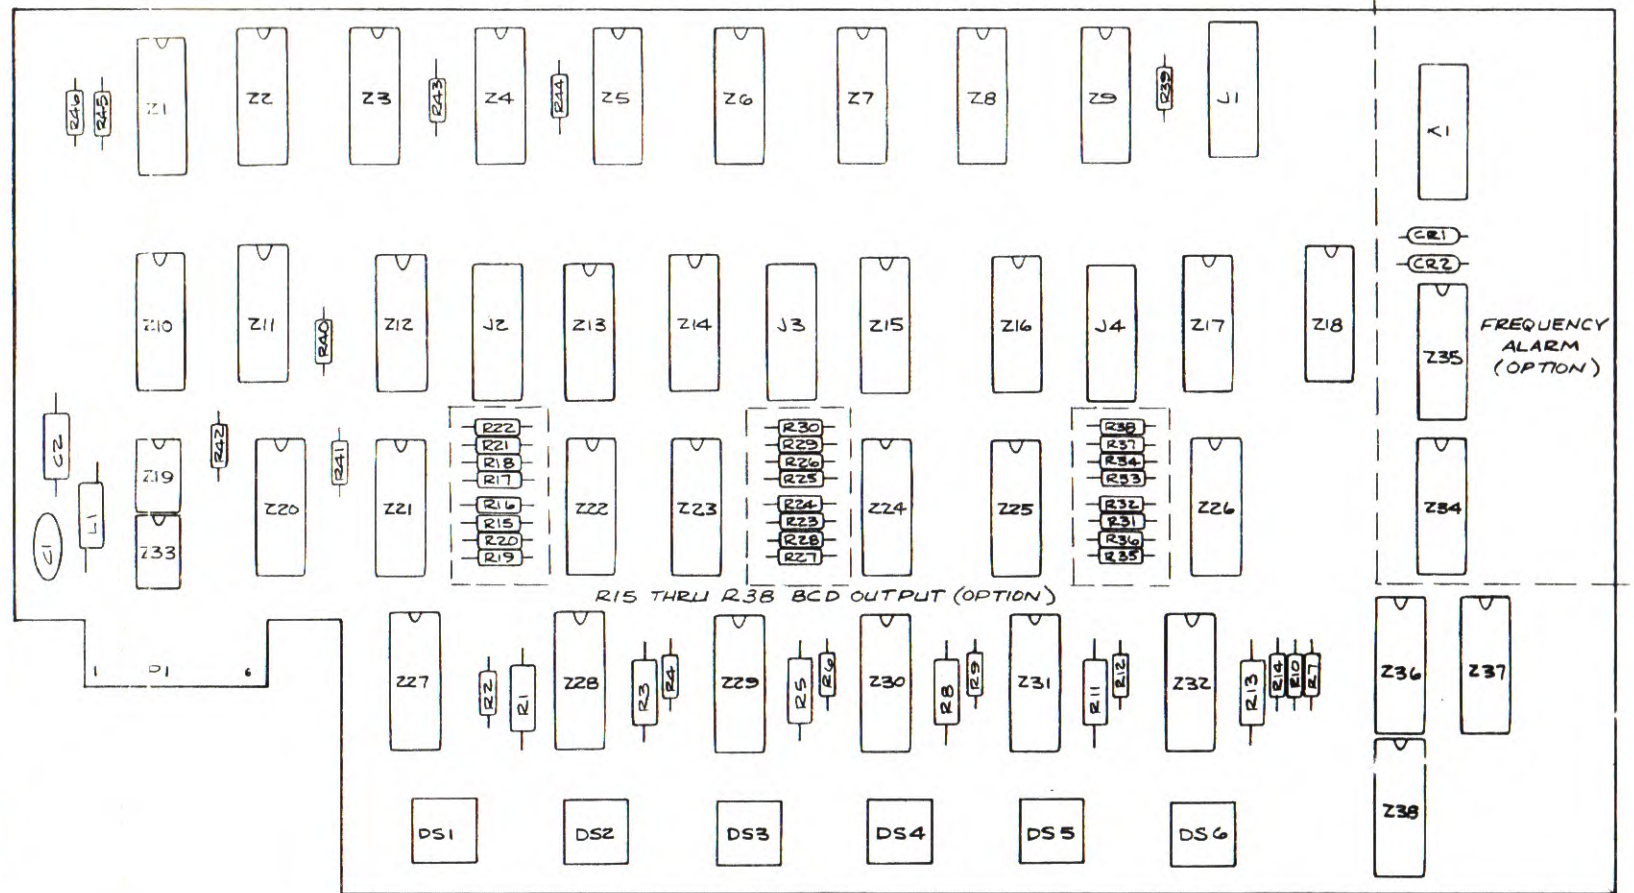 R46
R45
Z1
Z2
Z3
R43
Z4
R44
Z5
Z6
Z7
Z8
Z9
R39
J1
K1
CR1
CR2
Z10
Z11
R40
Z12
J2
Z13
Z14
J3
Z15
Z16
J4
Z17
Z18
Z35
FREQUENCY
ALARM
(OPTION)
C2
L1
C1
Z19
Z33
R42
Z20
R41
Z21
R22
R21
R18
R17
R16
R15
R20
R19
Z22
Z23
R30
R29
R26
R25
R24
R23
R28
R27
Z24
Z25
R38
R37
R34
R33
R32
R31
R36
R35
Z26
Z34
R15 THRU R38 BCD OUTPUT (OPTION)
1
P1
6
Z27
R2
R1
Z28
R3
R4
Z29
R5
R6
Z30
R8
R9
Z31
R11
R12
Z32
R13
R14
R10
R7
Z36
Z37
DS1
DS2
DS3
DS4
DS5
DS6
Z38